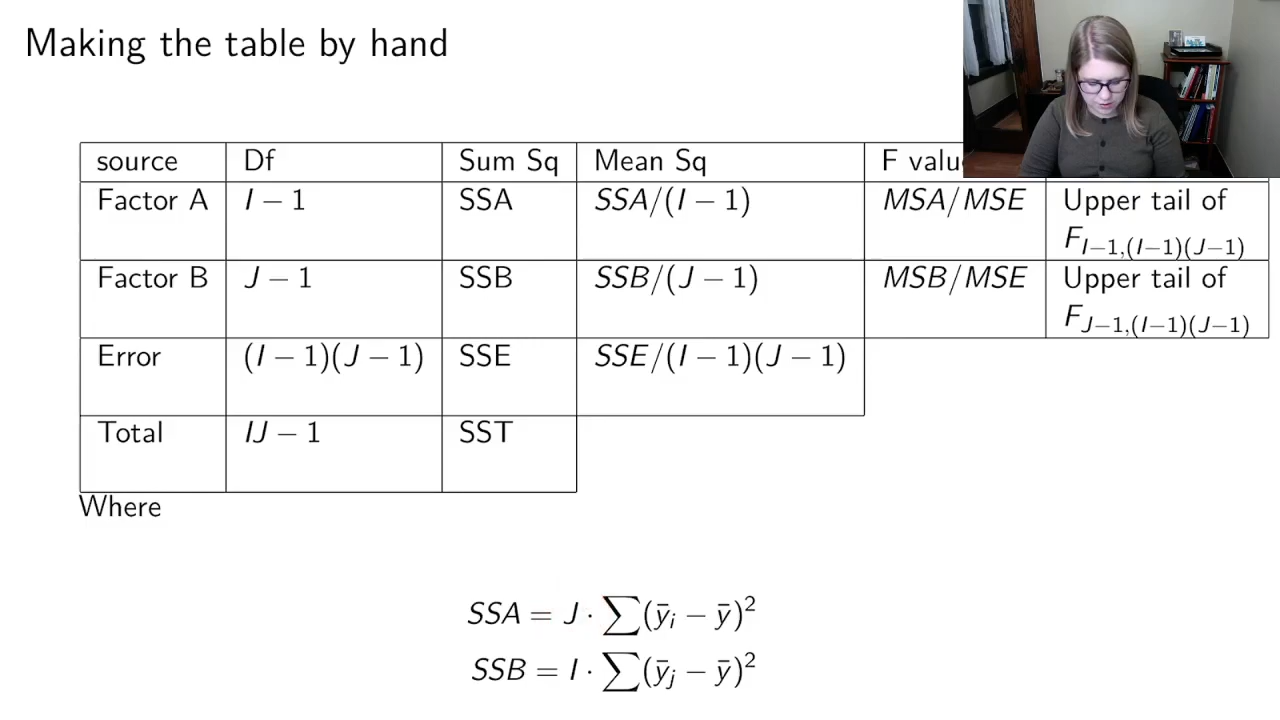 Making the table by hand
source Df Sum Sq Mean Sq F valu
Factor A I − 1 SSA SSA/(I − 1) MSA/MSE Upper tail of
F_{I−1,(I−1)(J−1)}
Factor B J − 1 SSB SSB/(J − 1) MSB/MSE Upper tail of
F_{J−1,(I−1)(J−1)}
Error (I − 1)(J − 1) SSE SSE/(I − 1)(J − 1)
Total IJ − 1 SST
Where
SSA = J · ∑(ȳ_i − ȳ)²
SSB = I · ∑(ȳ_j − ȳ)²